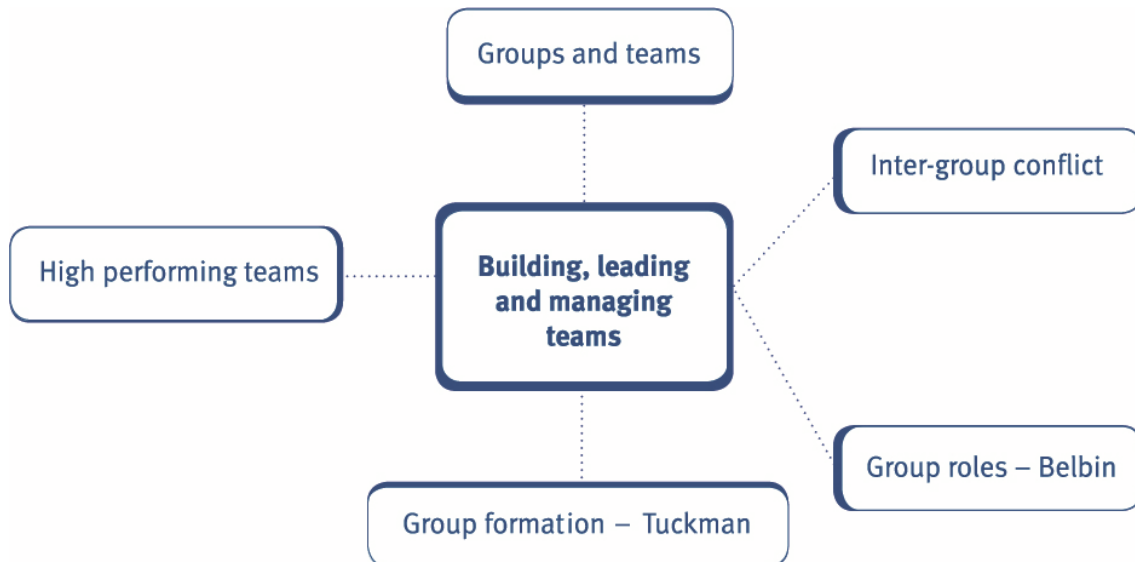 Groups and teams
Inter-group conflict
High performing teams
Building, leading
and managing
teams
Group roles – Belbin
Group formation – Tuckman